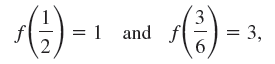 f(1/2) = 1 and f(3/6) = 3,